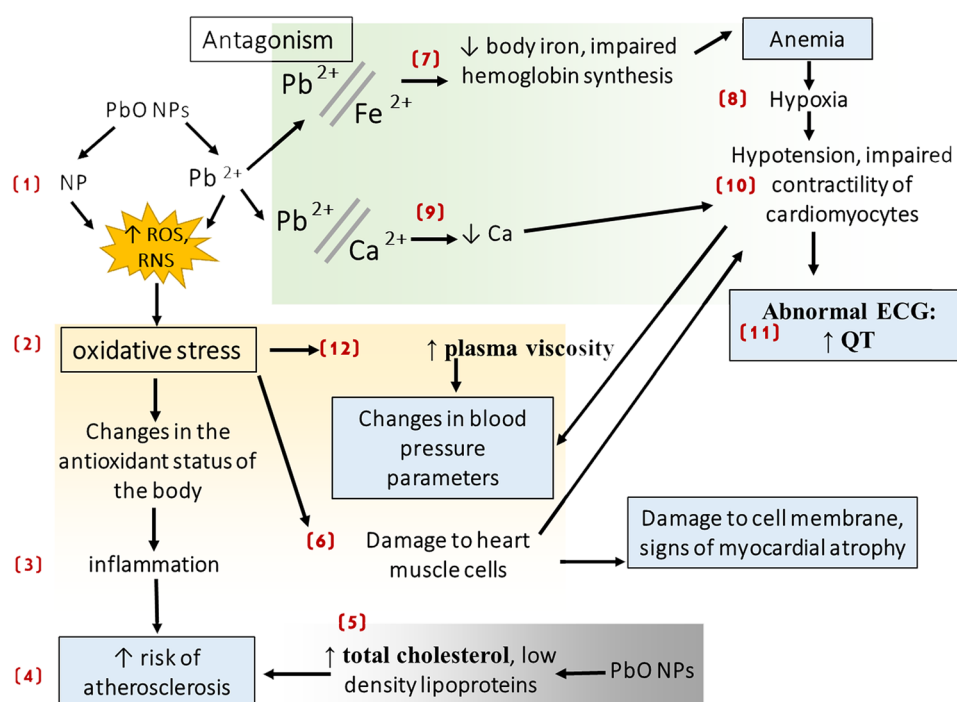 Antagonism
PbO NPs
[1]
NP
Pb 2+
↑ ROS,
RNS
Pb 2+
Fe 2+
[7]
↓ body iron, impaired
hemoglobin synthesis
Anemia
[8]
Hypoxia
Pb 2+
Ca 2+
[9]
↓ Ca
[10]
Hypotension, impaired
contractility of
cardiomyocytes
[11]
Abnormal ECG:
↑ QT
[2]
oxidative stress
[12]
↑ plasma viscosity
Changes in blood
pressure
parameters
Changes in the
antioxidant status of
the body
[6]
Damage to heart
muscle cells
Damage to cell membrane,
signs of myocardial atrophy
[3]
inflammation
[4]
↑ risk of
atherosclerosis
[5]
↑ total cholesterol, low
density lipoproteins
PbO NPs